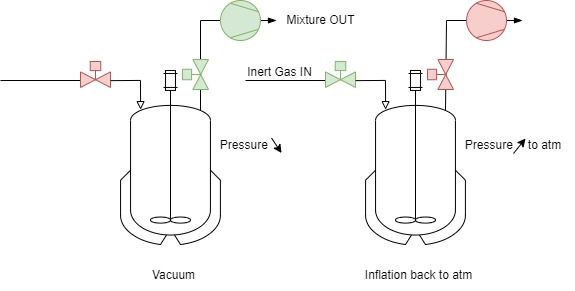 Mixture OUT
Inert Gas IN
Pressure
Pressure to atm
Vacuum
Inflation back to atm